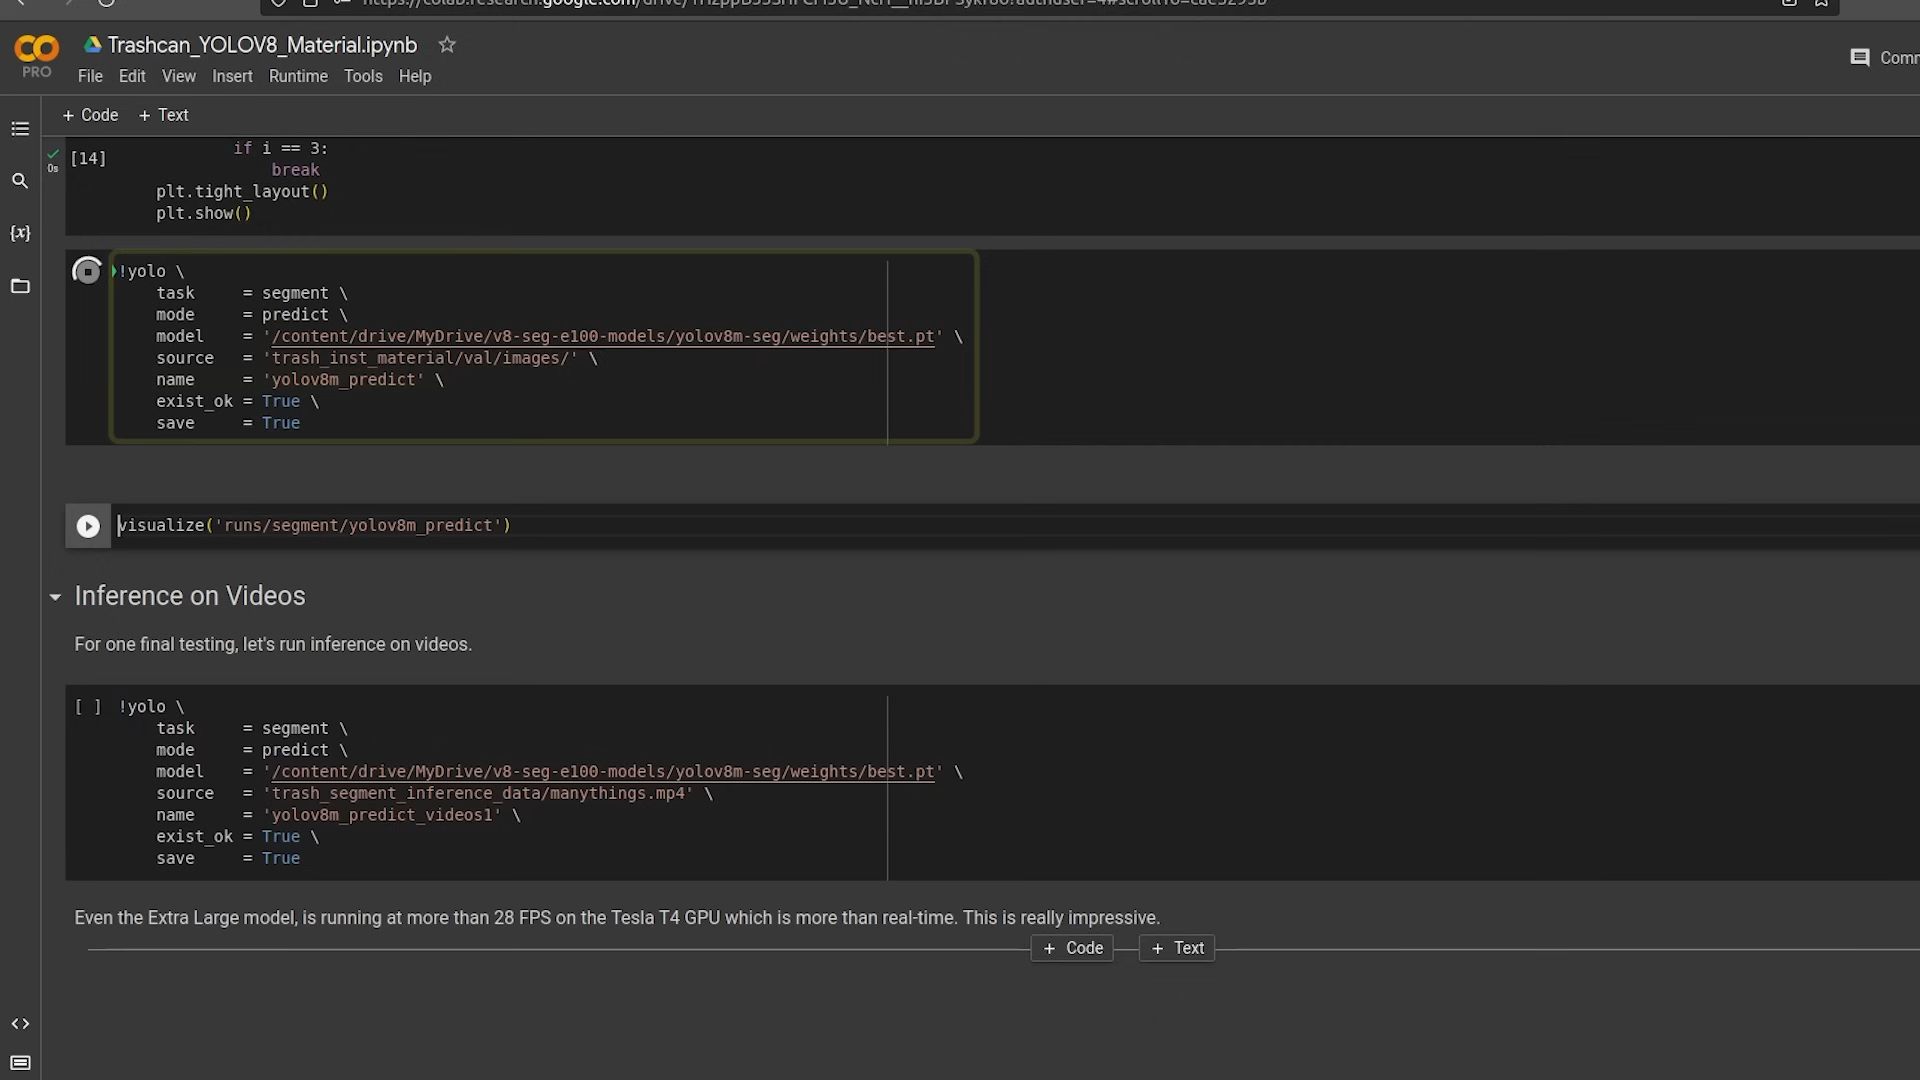 Trashcan_YOLOV8_Material.ipynb
PRO
File Edit View Insert Runtime Tools Help
+ Code + Text
0s
[14]
if i == 3:
break
plt.tight_layout()
plt.show()
{x}
!yolo \
task = segment \
mode = predict \
model = '/content/drive/MyDrive/v8-seg-e100-models/yolov8m-seg/weights/best.pt' \
source = 'trash_inst_material/val/images/' \
name = 'yolov8m_predict' \
exist_ok = True \
save = True
visualize('runs/segment/yolov8m_predict')
Inference on Videos
For one final testing, let's run inference on videos.
[ ] !yolo \
task = segment \
mode = predict \
model = '/content/drive/MyDrive/v8-seg-e100-models/yolov8m-seg/weights/best.pt' \
source = 'trash_segment_inference_data/manythings.mp4' \
name = 'yolov8m_predict_videos1' \
exist_ok = True \
save = True
Even the Extra Large model, is running at more than 28 FPS on the Tesla T4 GPU which is more than real-time. This is really impressive.
+ Code + Text